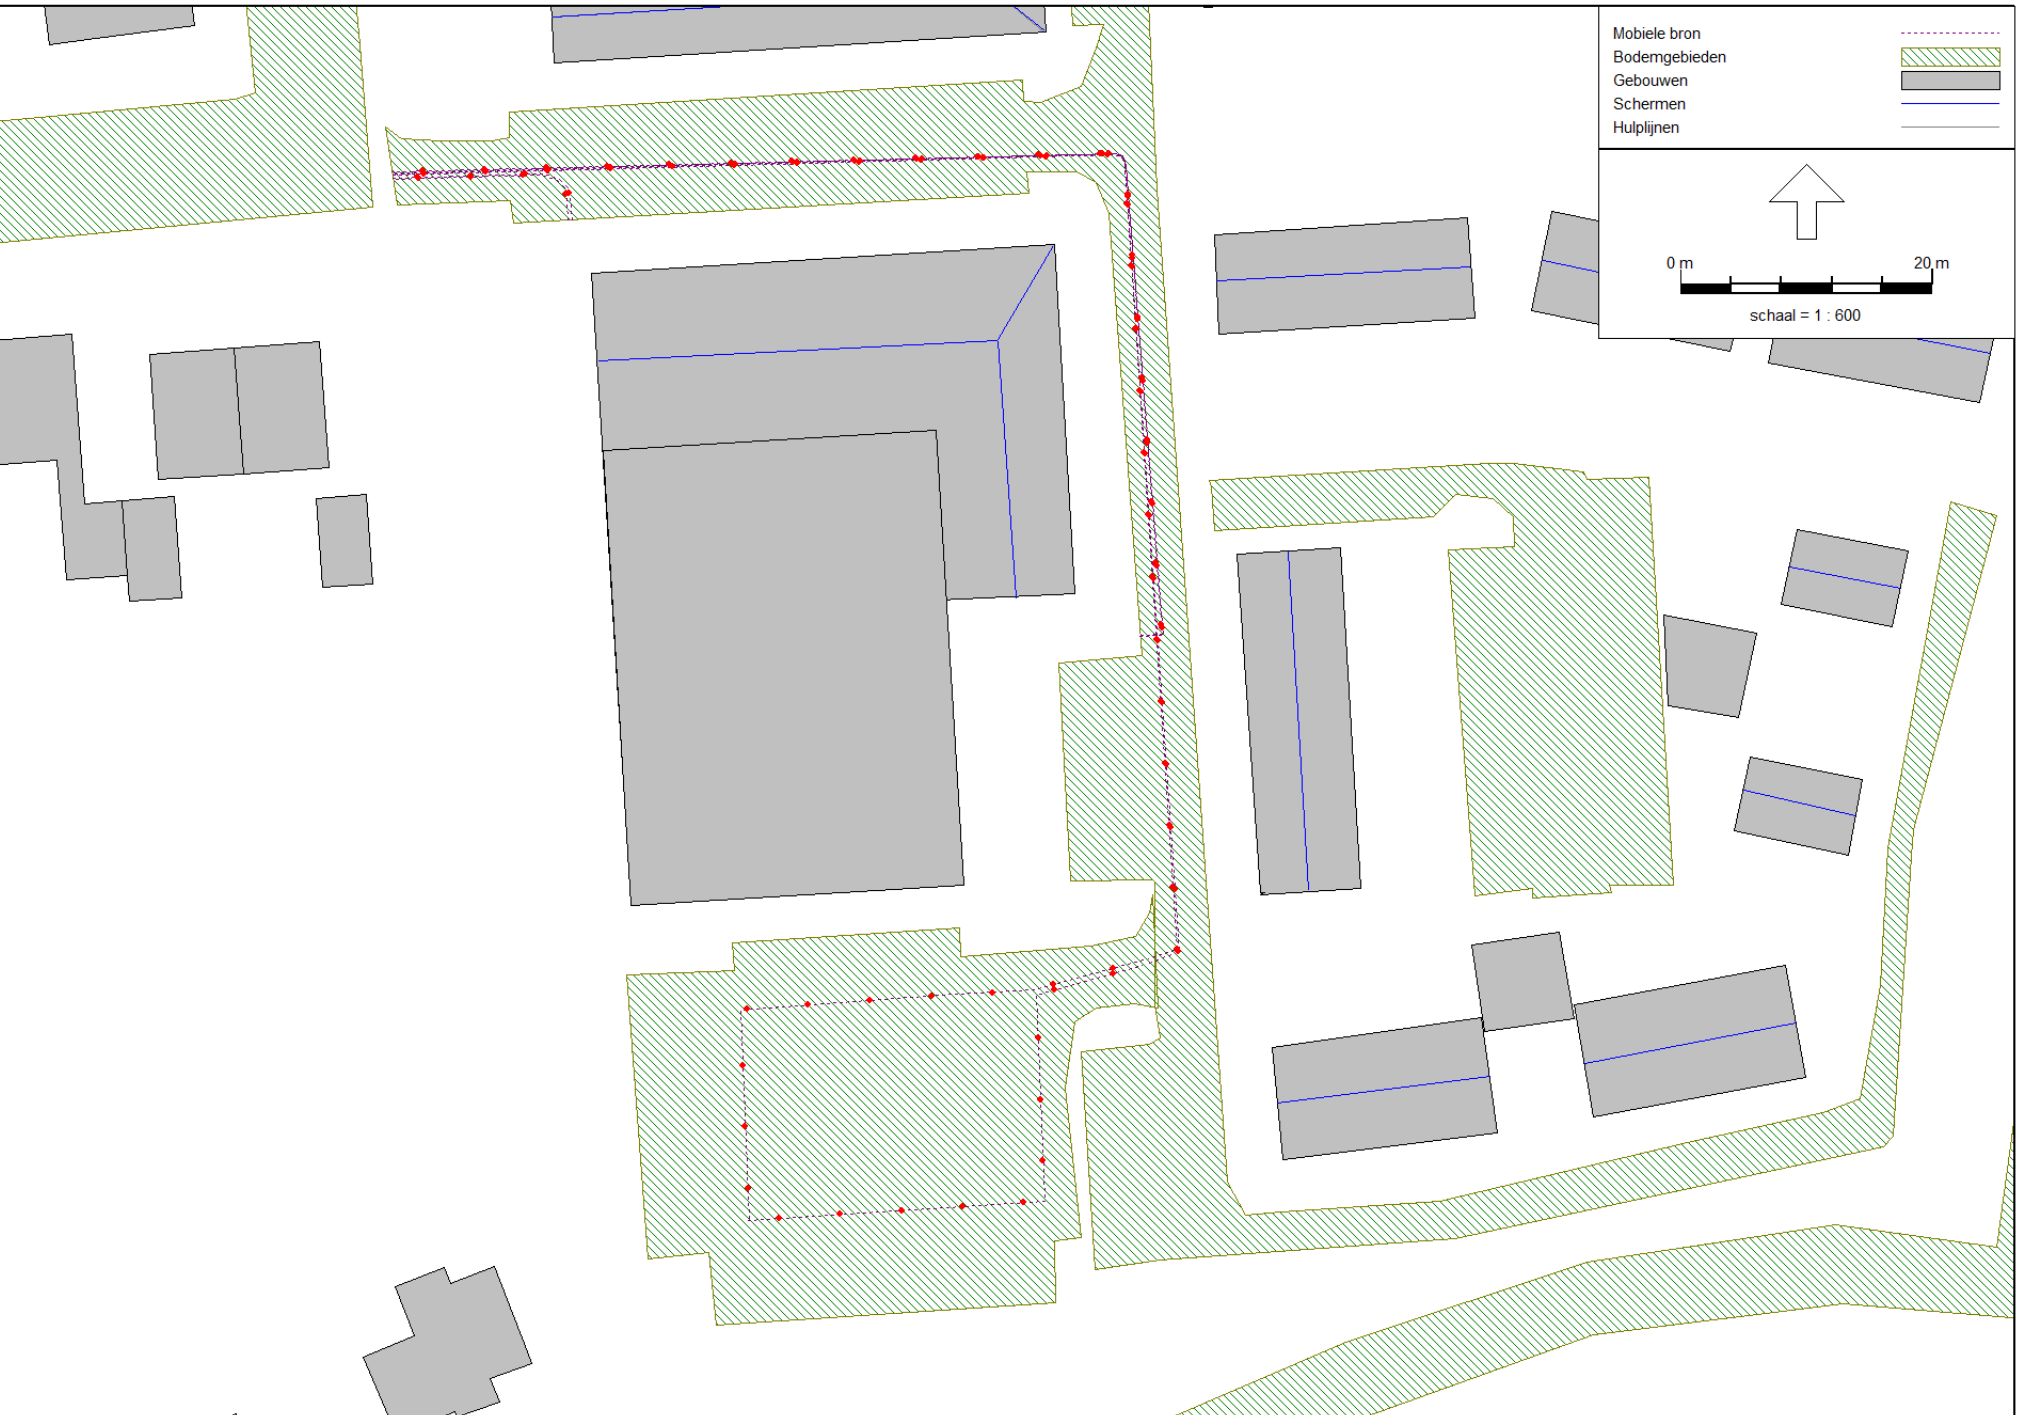 Mobiele bron
Bodemgebieden
Gebouwen
Schermen
Hulplijnen
0 m 20 m
schaal = 1 : 600